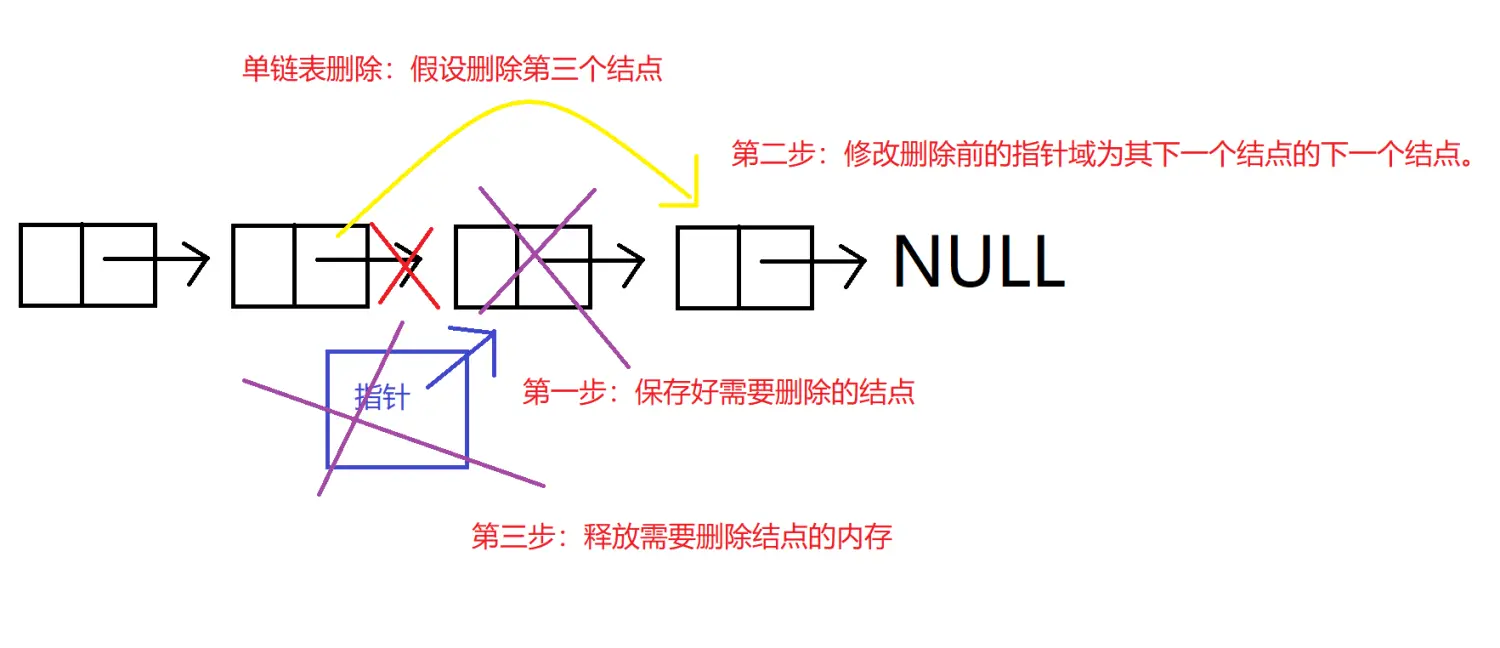 单链表删除：假设删除第三个结点
第二步：修改删除前的指针域为其下一个结点的下一个结点。
NULL
指针
第一步：保存好需要删除的结点
第三步：释放需要删除结点的内存